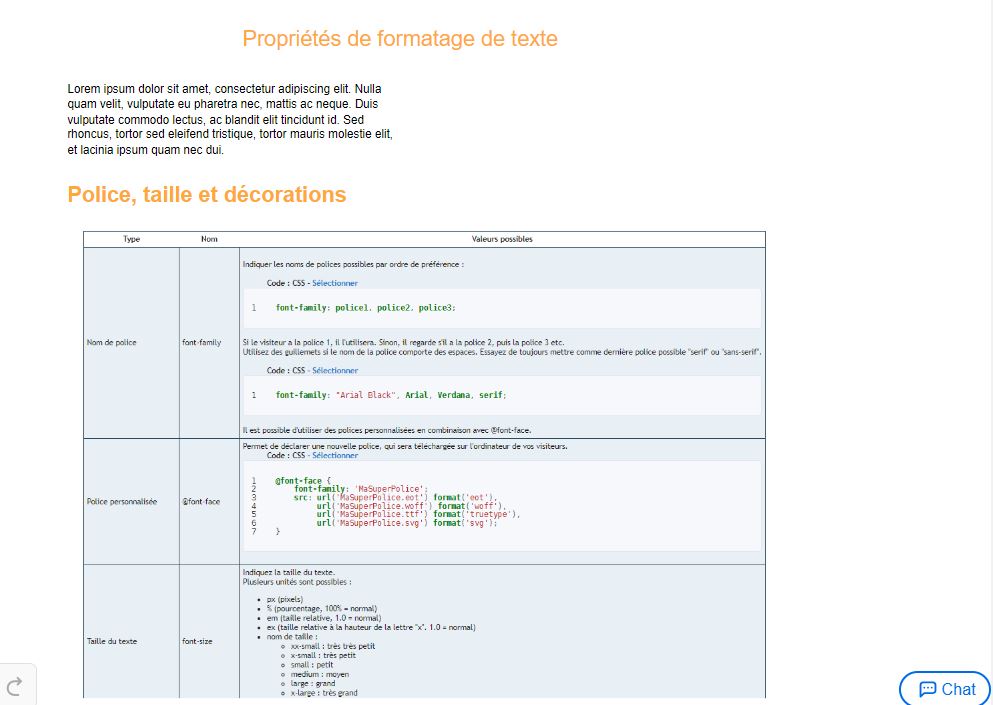 Propriétés de formatage de texte
Lorem ipsum dolor sit amet, consectetur adipiscing elit. Nulla
quam velit, vulputate eu pharetra nec, mattis ac neque. Duis
vulputate commodo lectus, ac blandit elit tincidunt id. Sed
rhoncus, tortor sed eleifend tristique, tortor mauris molestie elit,
et lacinia ipsum quam nec dui.
Police, taille et décorations
Type Nom Valeurs possibles
Indiquer les noms de polices possibles par ordre de préférence :
Code : CSS - Sélectionner
1 font-family: police1, police2, police3;
Nom de police font-family Si le visiteur a la police 1, il l'utilisera. Sinon, il regarde s'il a la police 2, puis la police 3 etc.
Utilisez des guillemets si le nom de la police comporte des espaces. Essayez de toujours mettre comme dernière police possible "serif" ou "sans-serif".
Code : CSS - Sélectionner
1 font-family: "Arial Black", Arial, Verdana, serif;
Il est possible d'utiliser des polices personnalisées en combinaison avec @font-face.
Permet de déclarer une nouvelle police, qui sera téléchargée sur l'ordinateur de vos visiteurs.
Code : CSS - Sélectionner
1 @font-face {
2 font-family: 'MaSuperPolice';
3 src: url('MaSuperPolice.eot') format('eot'),
4 url('MaSuperPolice.woff') format('woff'),
5 url('MaSuperPolice.ttf') format('truetype'),
6 url('MaSuperPolice.svg') format('svg');
7 }
Police personnalisée @font-face
Indiquez la taille du texte.
Plusieurs unités sont possibles :
• px (pixels)
• % (pourcentage, 100% = normal)
• em (taille relative, 1.0 = normal)
• ex (taille relative à la hauteur de la lettre "x". 1.0 = normal)
• nom de taille :
Taille du texte font-size
xx-small : très très petit
x-small : très petit
small : petit
medium : moyen
large : grand
x-large : très grand
Chat